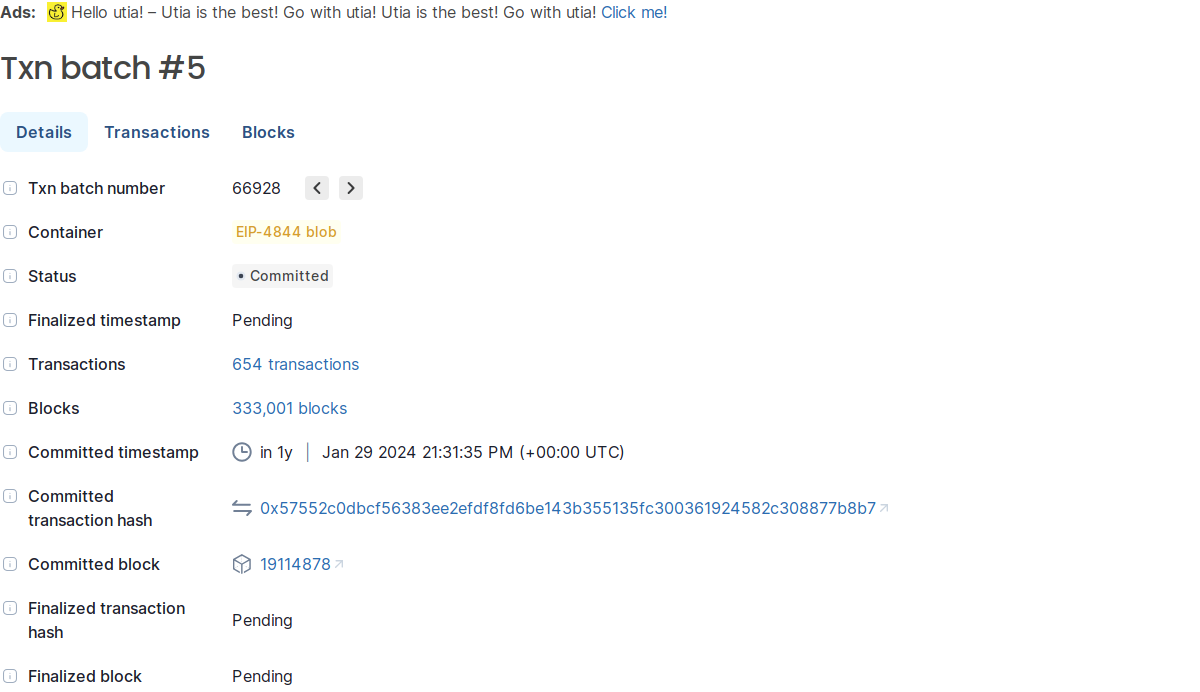 Ads: Hello utia! – Utia is the best! Go with utia! Utia is the best! Go with utia! Click me!
Txn batch #5
Details Transactions Blocks
Txn batch number 66928
Container EIP-4844 blob
Status Committed
Finalized timestamp Pending
Transactions 654 transactions
Blocks 333,001 blocks
Committed timestamp in 1y | Jan 29 2024 21:31:35 PM (+00:00 UTC)
Committed
transaction hash 0x57552c0dbcf56383ee2efdf8fd6be143b355135fc300361924582c308877b8b7
Committed block 19114878
Finalized transaction
hash Pending
Finalized block Pending